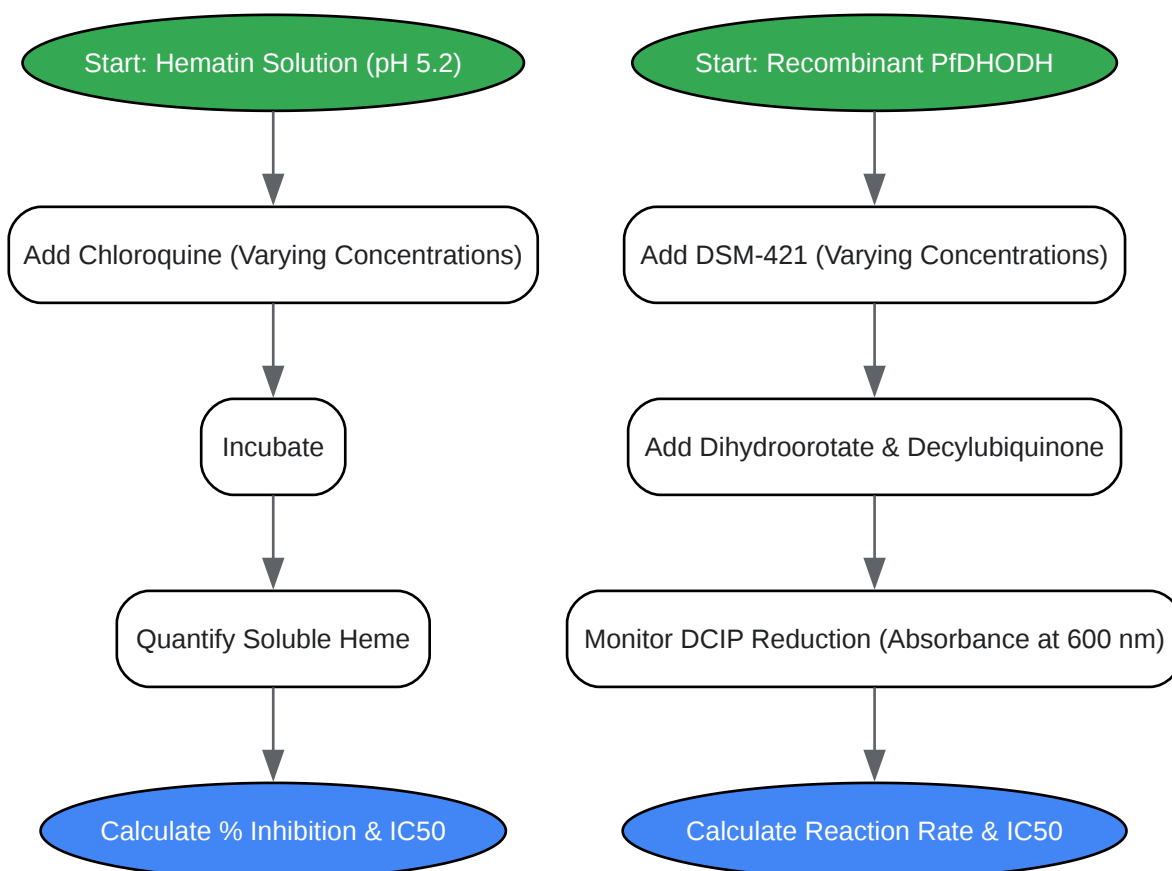 Start: Hematin Solution (pH 5.2)
Add Chloroquine (Varying Concentrations)
Incubate
Quantify Soluble Heme
Calculate % Inhibition & IC50
Start: Recombinant PfDHODH
Add DSM-421 (Varying Concentrations)
Add Dihydroorotate & Decylubiquinone
Monitor DCIP Reduction (Absorbance at 600 nm)
Calculate Reaction Rate & IC50